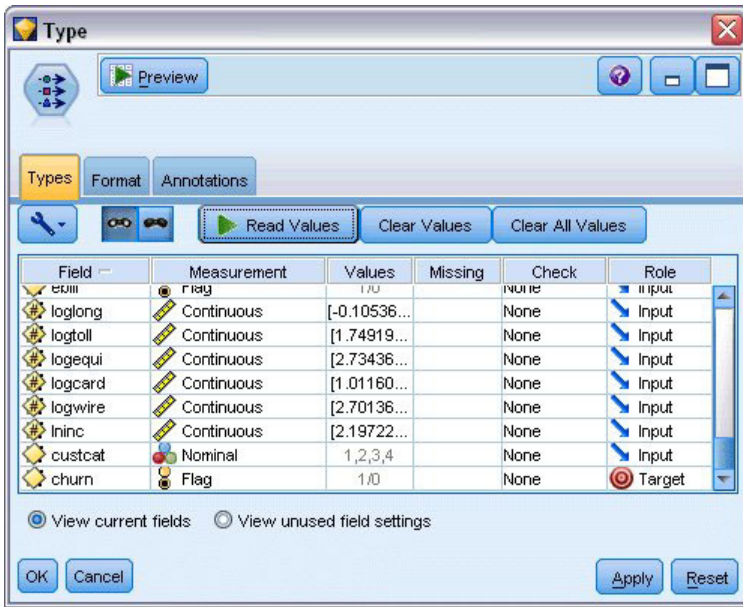 Type
Preview
Types Format Annotations
Read Values Clear Values Clear All Values
Field Measurement Values Missing Check Role
ebill Flag 1/0 None Input
loglong Continuous [-0.10536... None Input
logtoll Continuous [1.74919... None Input
logequi Continuous [2.73436... None Input
logcard Continuous [1.01160... None Input
logwire Continuous [2.70136... None Input
lninc Continuous [2.19722... None Input
custcat Nominal 1,2,3,4 None Input
churn Flag 1/0 None Target
View current fields View unused field settings
OK Cancel Apply Reset